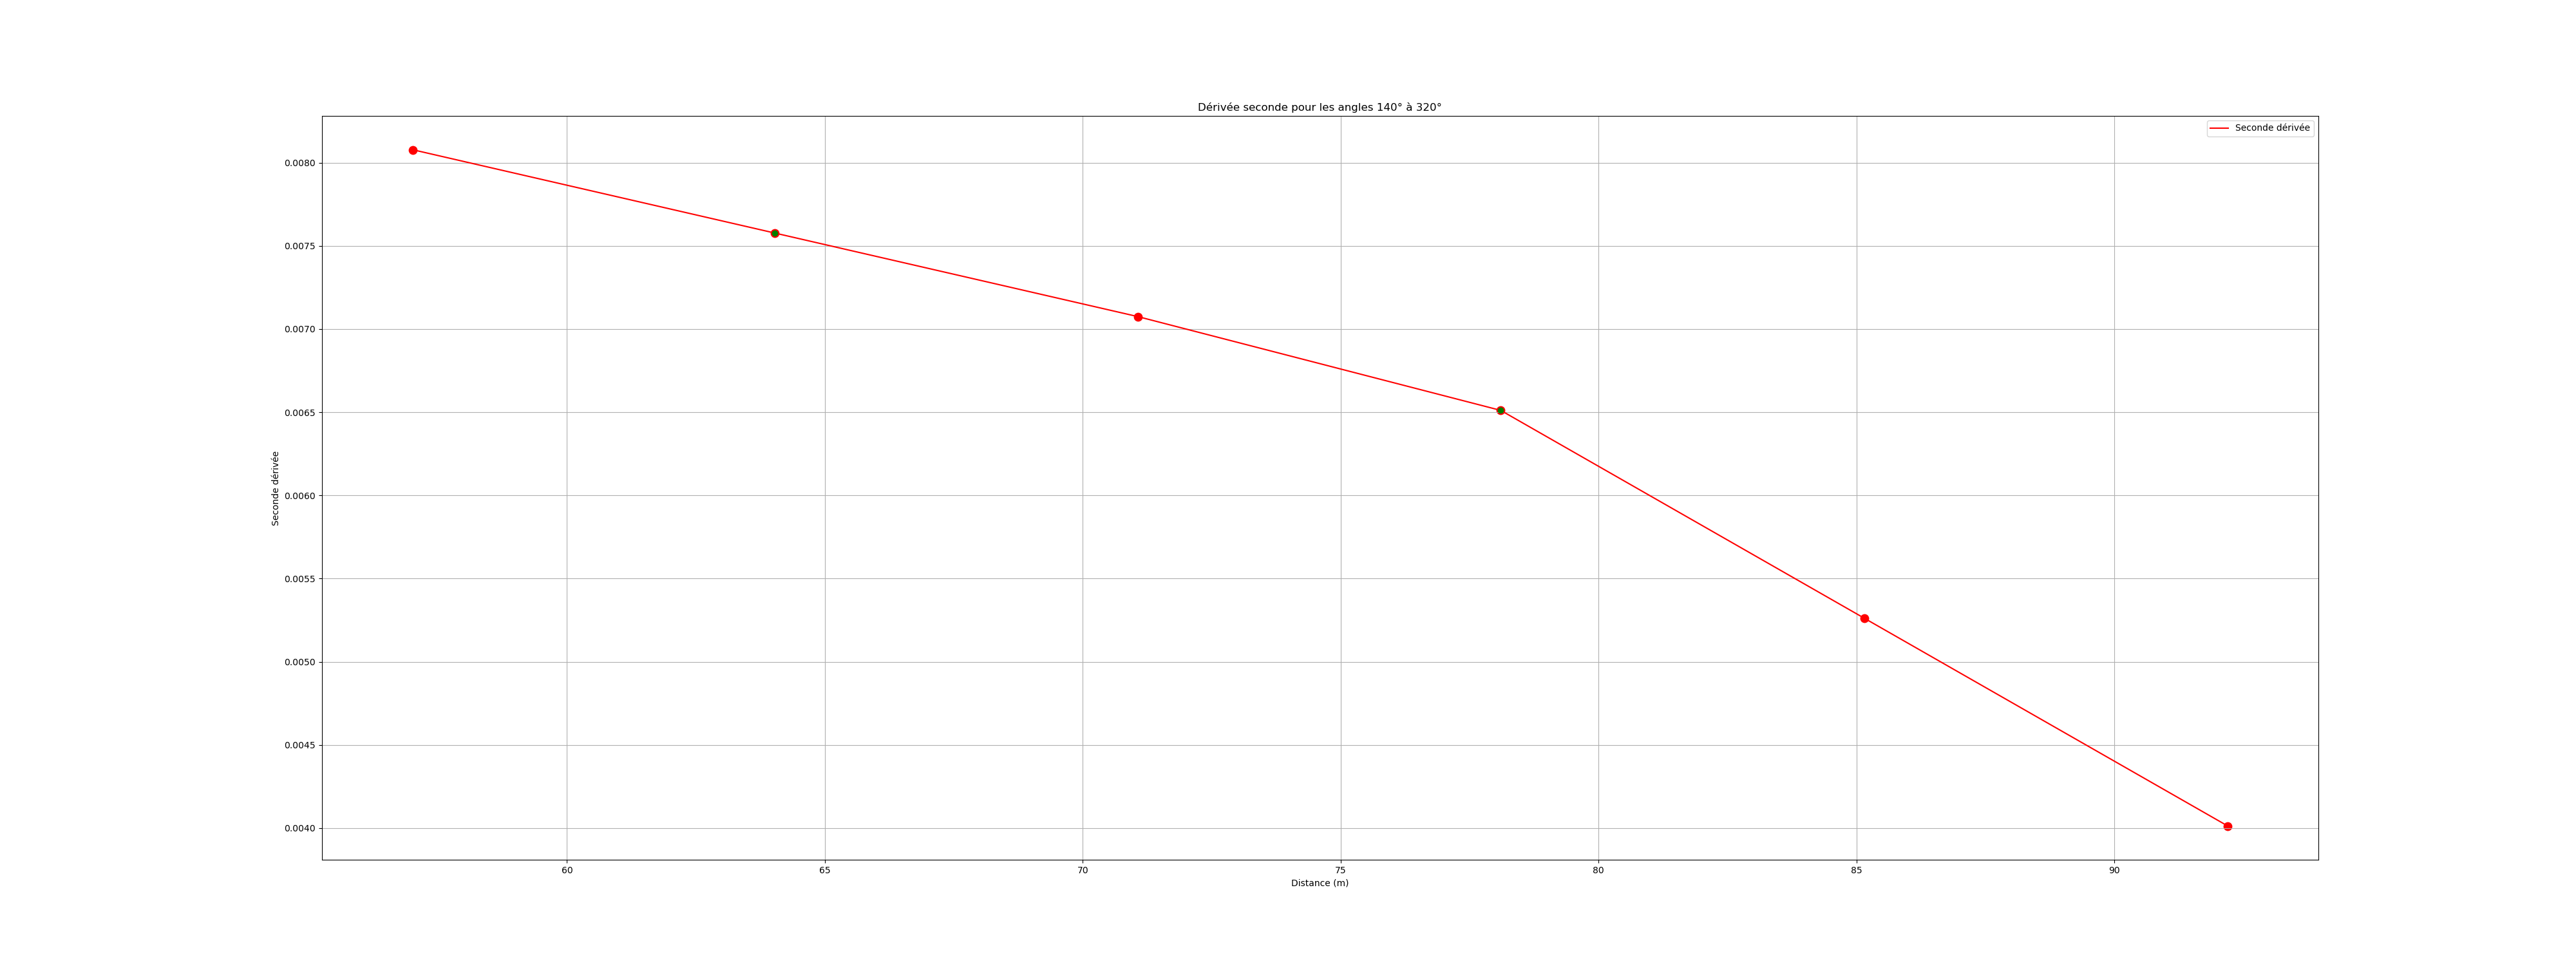 Dérivée seconde pour les angles 140° à 320°
Seconde dérivée
0.0080
0.0075
0.0070
0.0065
0.0060
0.0055
0.0050
0.0045
0.0040
Seconde dérivée
60 65 70 75 80 85 90
Distance (m)